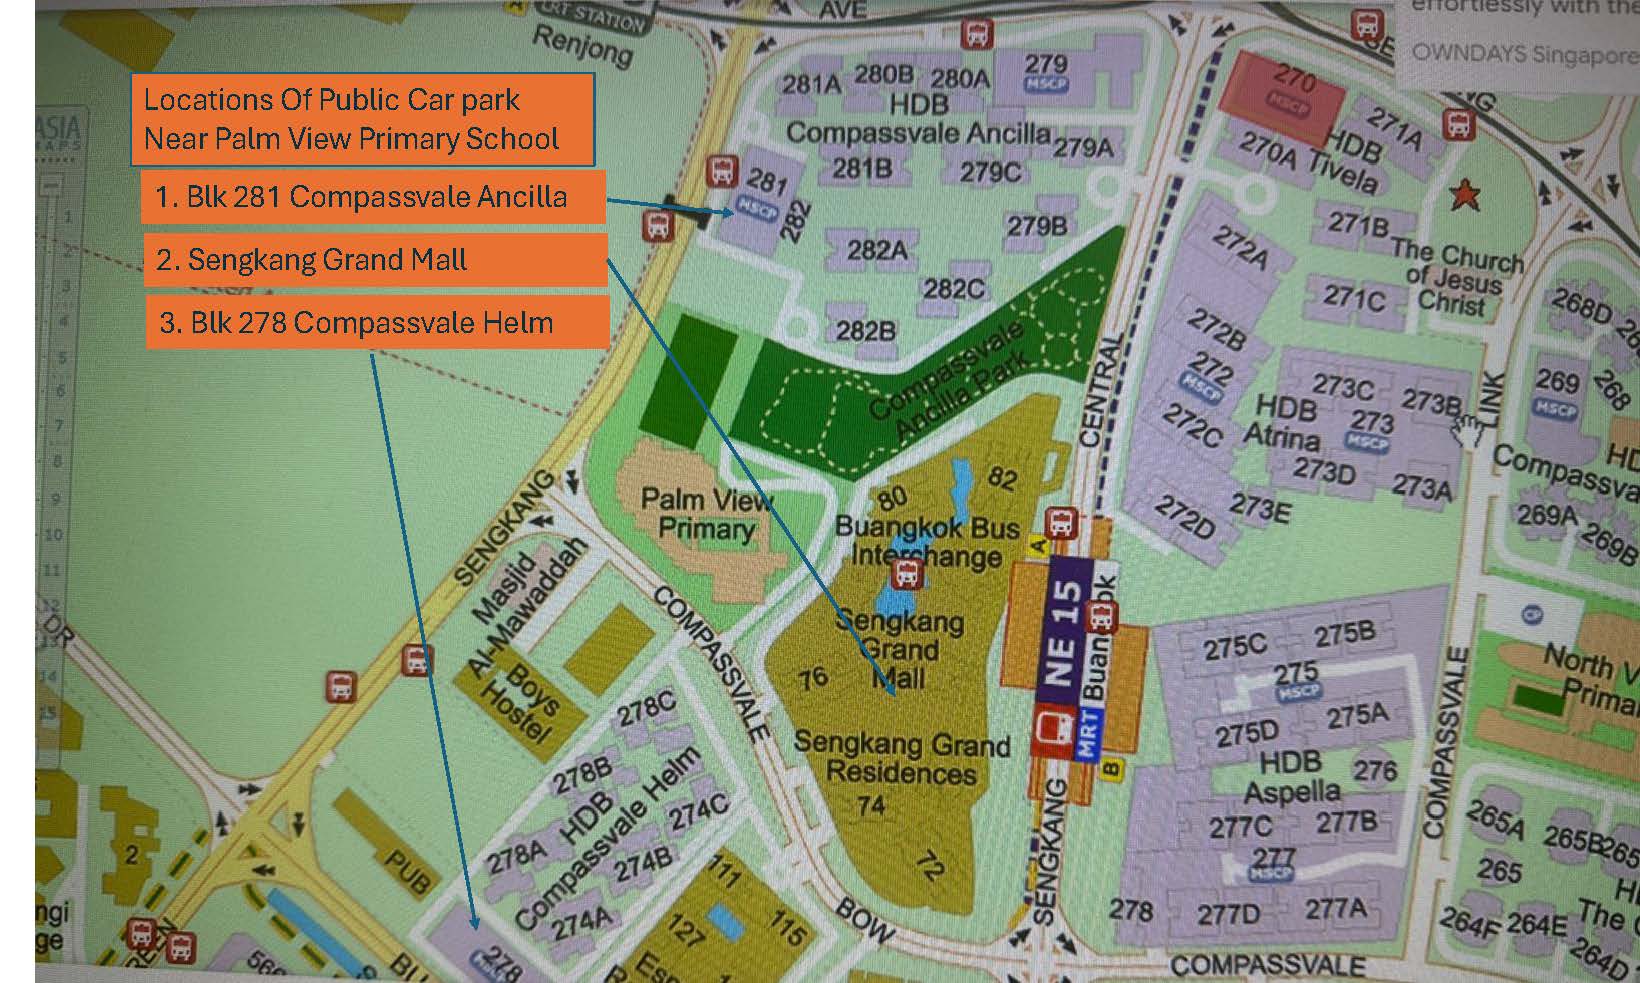 effortlessly with the
OWNDAYS Singapore
LRT STATION
Renjong
AVE
Locations Of Public Car park
Near Palm View Primary School
1. Blk 281 Compassvale Ancilla
2. Sengkang Grand Mall
3. Blk 278 Compassvale Helm
ASIA
MAPS
1
2
3
4
5
6
7
8
9
10
11
12
13
14
15
281A
280B
280A
279
MSCP
HDB
Compassvale Ancilla
279A
281
MSCP
282
281B
279C
282A
279B
282C
282B
270
MSCP
270A
HDB
Tivela
271A
271B
271C
The Church
of Jesus
Christ
272A
272B
272
MSCP
272C
272D
273C
273B
HDB
Atrina
273
MSCP
273D
273A
273E
LINK
268D
269
MSCP
268
Compassva
269A
269B
Compassvale
Ancilla Park
CENTRAL
Palm View
Primary
80
82
Buangkok Bus
Interchange
A
Sengkang
Grand
Mall
76
Sengkang Grand
Residences
74
72
NE 15
MRT
B
SENGKANG
Masjid
Al-Mawaddah
Boys
Hostel
COMPASSVALE
278C
278B
278A
HDB
Compassvale Helm
274C
274B
274A
278
MSCP
PUB
2
DR
111
127
115
BOW
SENGKANG
275C
275B
275
MSCP
275D
275A
HDB
Aspella
276
277C
277B
277
MSCP
278
277D
277A
COMPASSVALE
COMPASSVALE
CP
North V
Primar
265A
265B
265
264F
264E
264D
The